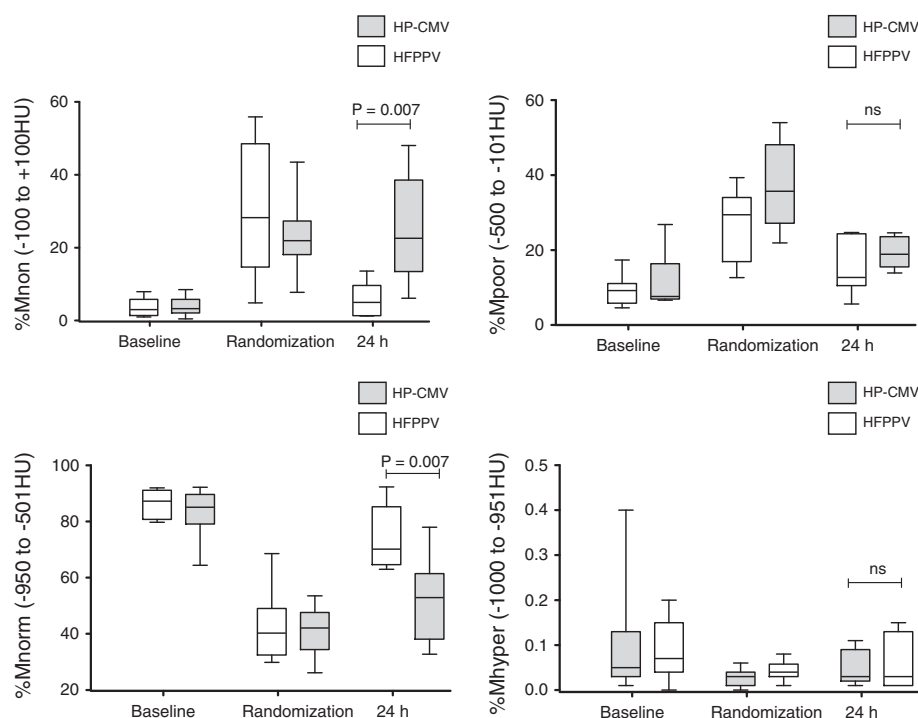 HP-CMV
HFPPV
%Mnon (-100 to +100HU)
60
40
20
0
P = 0.007
Baseline
Randomization
24 h
HP-CMV
HFPPV
%Mpoor (-500 to -101HU)
60
40
20
0
ns
Baseline
Randomization
24 h
HP-CMV
HFPPV
%Mnorm (-950 to -501HU)
100
80
60
40
20
P = 0.007
Baseline
Randomization
24 h
HP-CMV
HFPPV
%Mhyper (-1000 to -951HU)
0.5
0.4
0.3
0.2
0.1
0.0
ns
Baseline
Randomization
24 h